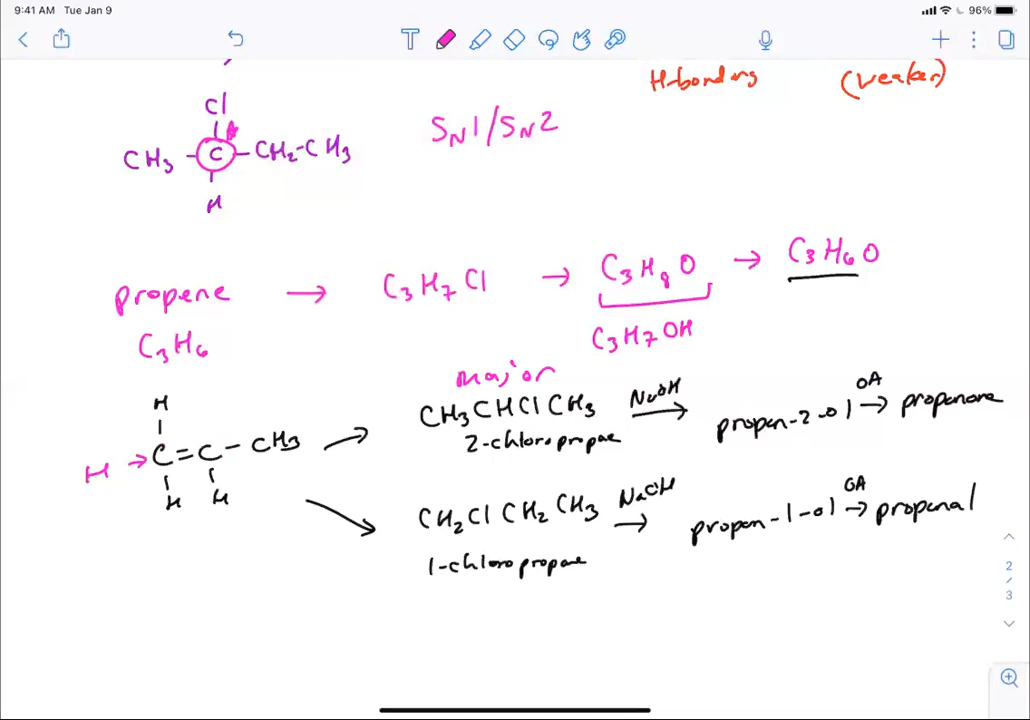 9:41 AM Tue Jan 9
96%
T
H-bonding (weaker)
Cl
CH₃ - C - CH₂-CH₃
H
SN1/SN2
propene → C₃H₇Cl → C₃H₈O → C₃H₆O
C₃H₆
C₃H₇OH
major
H
H → C = C - CH₃
H H
CH₃CHClCH₃ NaOH → propan-2-ol OA → propanone
2-chloropropae
CH₂ClCH₂CH₃ NaOH → propan-1-ol OA → propanal
1-chloropropane
2
/
3